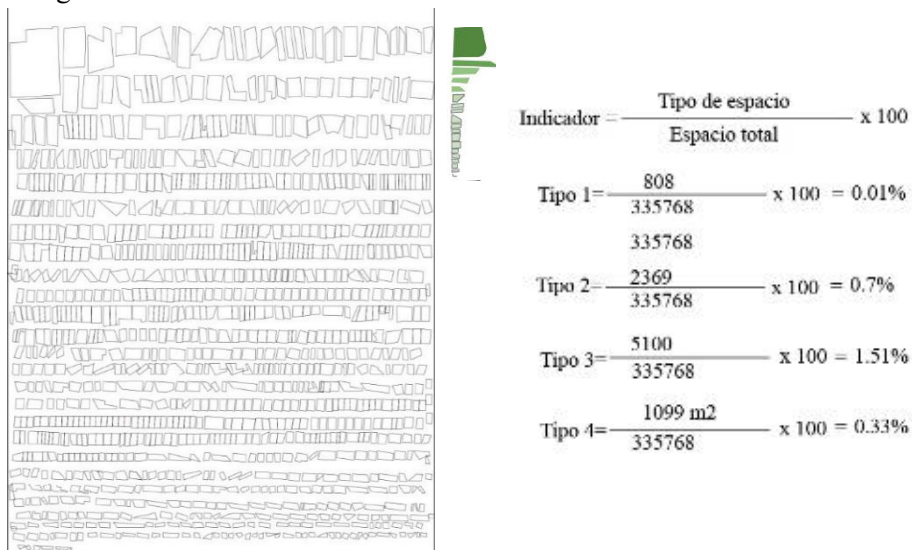 Indicador = Tipo de espacio / Espacio total x 100
Tipo 1= 808 / 335768 x 100 = 0.01%
335768
Tipo 2= 2369 / 335768 x 100 = 0.7%
Tipo 3= 5100 / 335768 x 100 = 1.51%
Tipo 4= 1099 m2 / 335768 x 100 = 0.33%